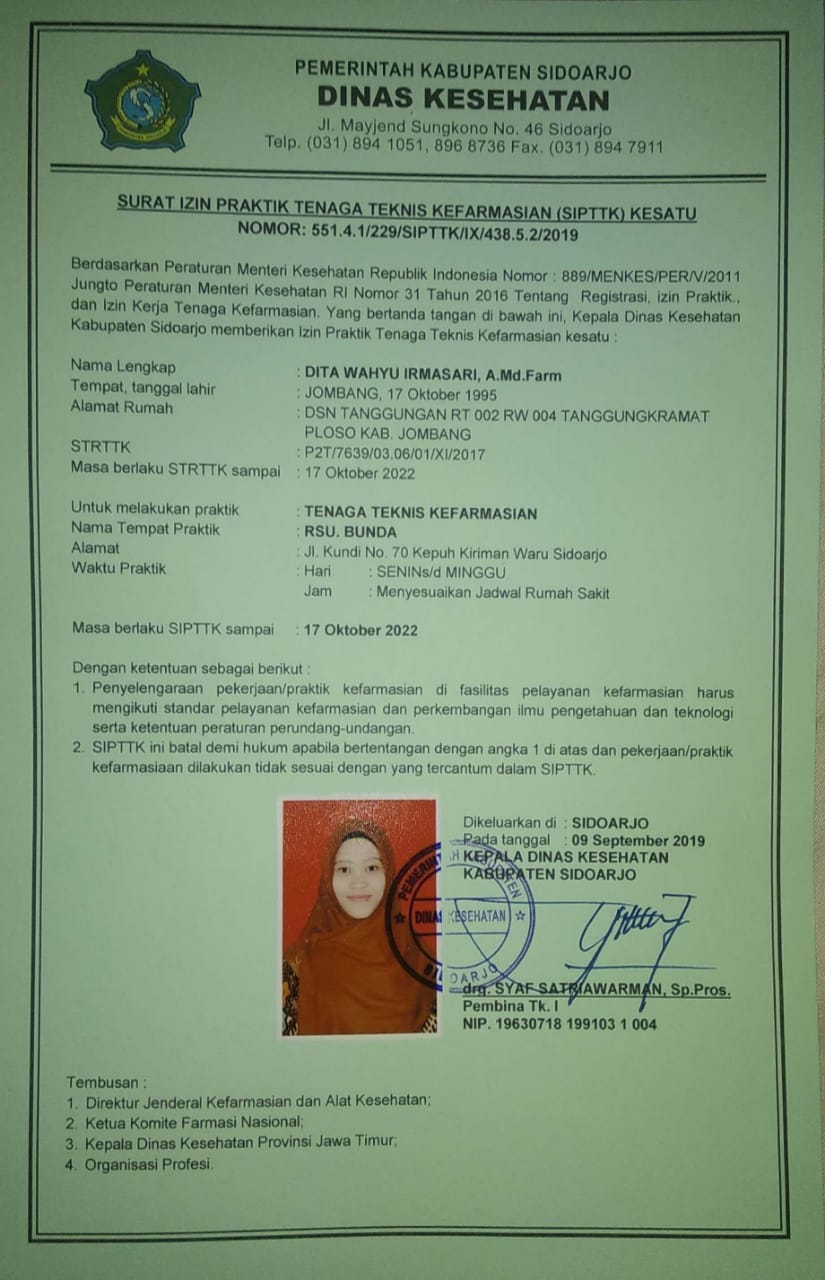 PEMERINTAH KABUPATEN SIDOARJO
DINAS KESEHATAN
Jl. Mayjend Sungkono No. 46 Sidoarjo
Telp. (031) 894 1051, 896 8736 Fax. (031) 894 7911
SURAT IZIN PRAKTIK TENAGA TEKNIS KEFARMASIAN (SIPTTK) KESATU
NOMOR: 551.4.1/229/SIPTTK/IX/438.5.2/2019
Berdasarkan Peraturan Menteri Kesehatan Republik Indonesia Nomor : 889/MENKES/PER/V/2011
Jungto Peraturan Menteri Kesehatan RI Nomor 31 Tahun 2016 Tentang Registrasi, izin Praktik.,
dan Izin Kerja Tenaga Kefarmasian. Yang bertanda tangan di bawah ini, Kepala Dinas Kesehatan
Kabupaten Sidoarjo memberikan Izin Praktik Tenaga Teknis Kefarmasian kesatu :
Nama Lengkap : DITA WAHYU IRMASARI, A.Md.Farm
Tempat, tanggal lahir : JOMBANG, 17 Oktober 1995
Alamat Rumah : DSN TANGGUNGAN RT 002 RW 004 TANGGUNGKRAMAT
PLOSO KAB. JOMBANG
STRTTK : P2T/7639/03.06/01/XI/2017
Masa berlaku STRTTK sampai : 17 Oktober 2022
Untuk melakukan praktik : TENAGA TEKNIS KEFARMASIAN
Nama Tempat Praktik : RSU. BUNDA
Alamat : Jl. Kundi No. 70 Kepuh Kiriman Waru Sidoarjo
Waktu Praktik : Hari : SENINs/d MINGGU
Jam : Menyesuaikan Jadwal Rumah Sakit
Masa berlaku SIPTTK sampai : 17 Oktober 2022
Dengan ketentuan sebagai berikut :
1. Penyelengaraan pekerjaan/praktik kefarmasian di fasilitas pelayanan kefarmasian harus
mengikuti standar pelayanan kefarmasian dan perkembangan ilmu pengetahuan dan teknologi
serta ketentuan peraturan perundang-undangan.
2. SIPTTK ini batal demi hukum apabila bertentangan dengan angka 1 di atas dan pekerjaan/praktik
kefarmasiaan dilakukan tidak sesuai dengan yang tercantum dalam SIPTTK.
Dikeluarkan di : SIDOARJO
Pada tanggal : 09 September 2019
KEPALA DINAS KESEHATAN
KABUPATEN SIDOARJO
PEMERINTAH KABUPATEN
DINAS KESEHATAN
SIDOARJO
drg. SYAF SATRIAWARMAN, Sp.Pros.
Pembina Tk. I
NIP. 19630718 199103 1 004
Tembusan :
1. Direktur Jenderal Kefarmasian dan Alat Kesehatan;
2. Ketua Komite Farmasi Nasional;
3. Kepala Dinas Kesehatan Provinsi Jawa Timur;
4. Organisasi Profesi.